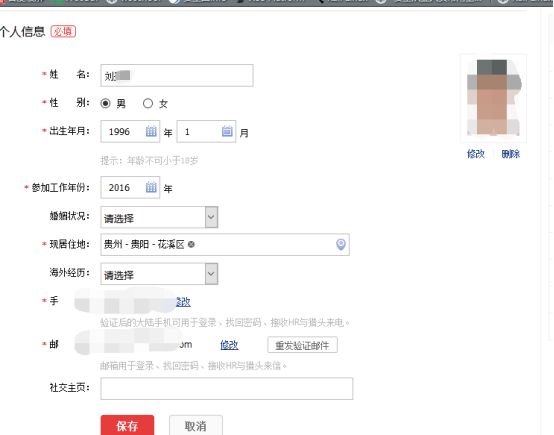 个人信息 必填
* 姓 名： 刘
* 性 别： 男 女
* 出生年月： 1996 年 1 月
提示：年龄不可小于18岁
修改 删除
* 参加工作年份： 2016 年
婚姻状况： 请选择
* 现居住地： 贵州 - 贵阳 - 花溪区
海外经历： 请选择
* 手 修改
验证后的大陆手机可用于登录、找回密码、接收HR与猎头来电。
* 邮 om 修改 重发验证邮件
邮箱用于登录、找回密码、接收HR与猎头来信。
社交主页：
保存 取消